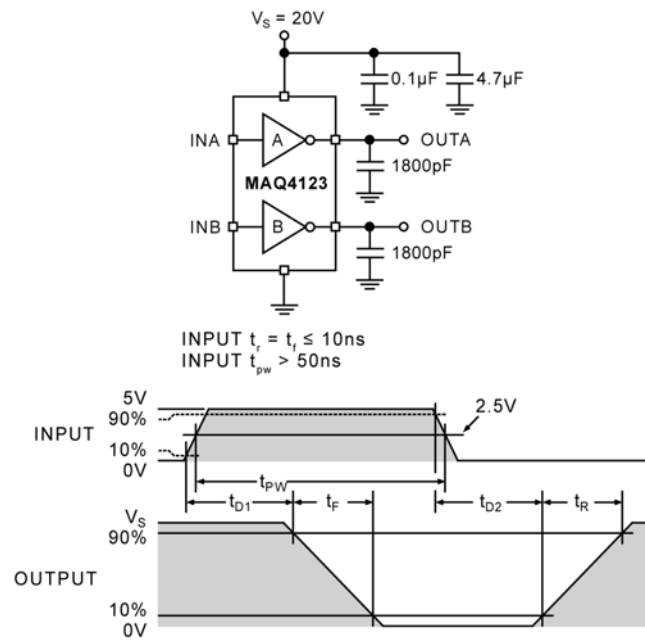 V_S = 20V
0.1µF 4.7µF
INA A OUTA
1800pF
MAQ4123
INB B OUTB
1800pF
INPUT t_r = t_f ≤ 10ns
INPUT t_pw > 50ns
5V
90%
2.5V
INPUT
10%
0V
t_PW
t_D1 t_F t_D2 t_R
V_S
90%
OUTPUT
10%
0V